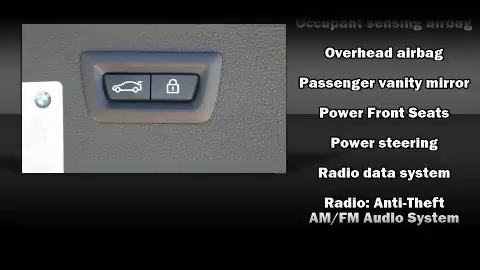 Occupant sensing airbag
Overhead airbag
Passenger vanity mirror
Power Front Seats
Power steering
Radio data system
Radio: Anti-Theft
AM/FM Audio System